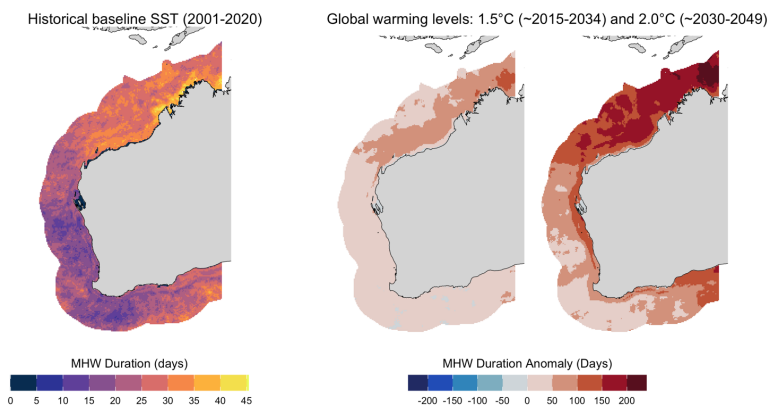 Historical baseline SST (2001-2020)
Global warming levels: 1.5°C (~2015-2034) and 2.0°C (~2030-2049)
MHW Duration (days)
0 5 10 15 20 25 30 35 40 45
MHW Duration Anomaly (Days)
-200 -150 -100 -50 0 50 100 150 200